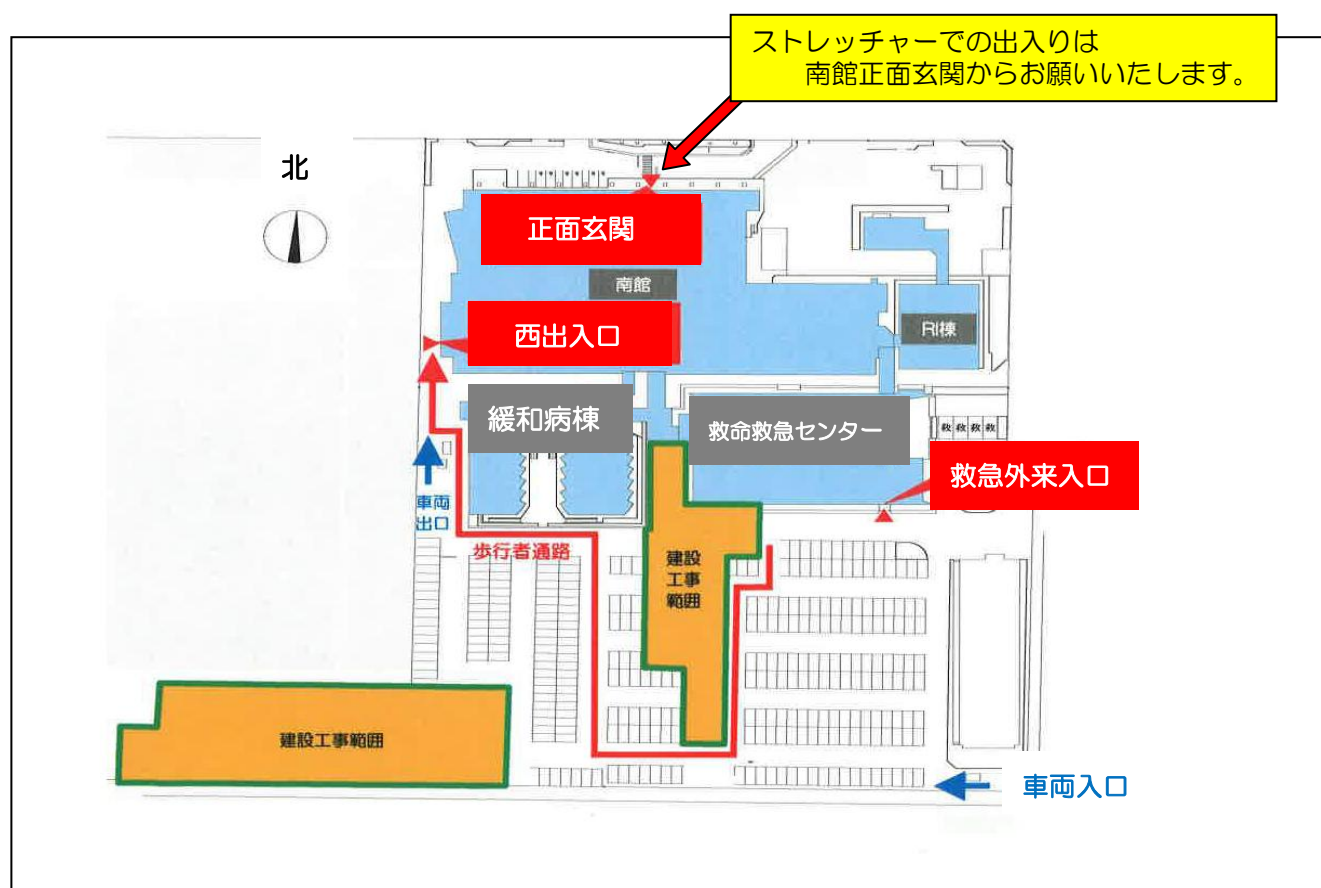 ストレッチャーでの出入りは
南館正面玄関からお願いいたします。
北
正面玄関
南館
西出入口
RI棟
緩和病棟
救命救急センター
救 救 救 救
救急外来入口
車両
出口
歩行者通路
建設
工事
範囲
建設工事範囲
車両入口